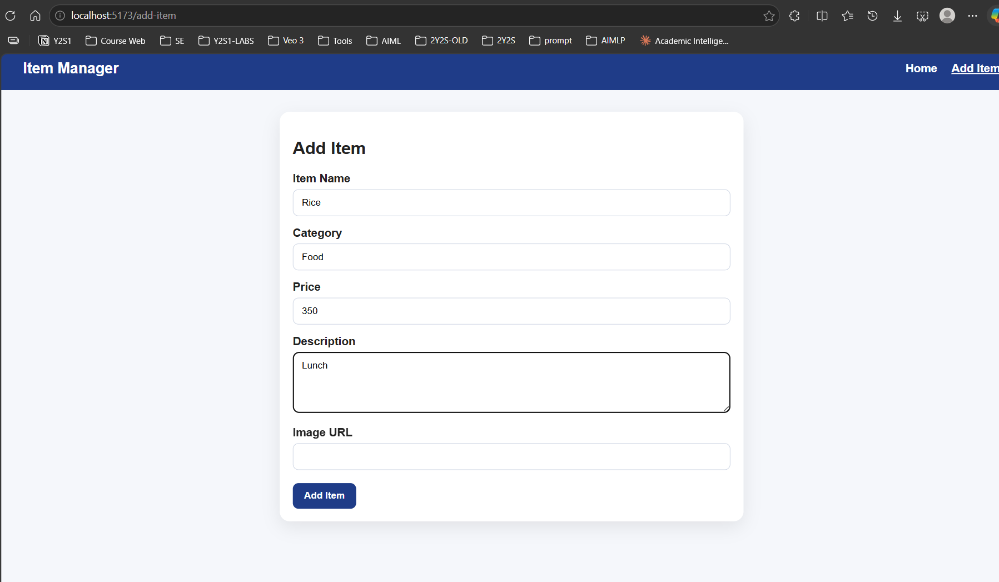 localhost:5173/add-item
Y2S1 Course Web SE Y2S1-LABS Veo 3 Tools AIML 2Y2S-OLD 2Y2S prompt AIMLP Academic Intellige...
Item Manager Home Add Item
Add Item
Item Name
Rice
Category
Food
Price
350
Description
Lunch
Image URL
Add Item